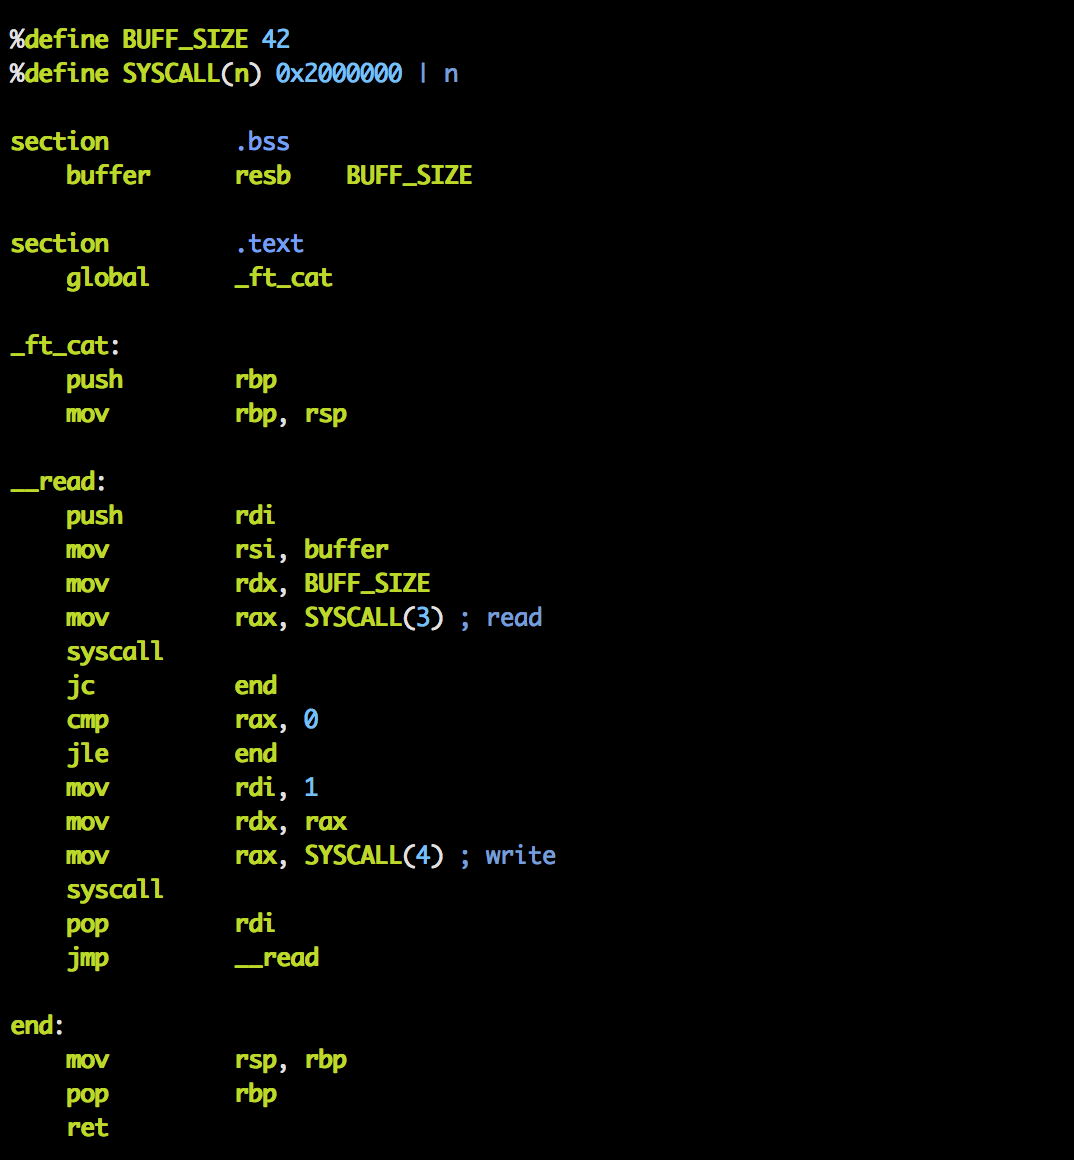 %define BUFF_SIZE 42
%define SYSCALL(n) 0x2000000 | n
section .bss
buffer resb BUFF_SIZE
section .text
global _ft_cat
_ft_cat:
push rbp
mov rbp, rsp
__read:
push rdi
mov rsi, buffer
mov rdx, BUFF_SIZE
mov rax, SYSCALL(3) ; read
syscall
jc end
cmp rax, 0
jle end
mov rdi, 1
mov rdx, rax
mov rax, SYSCALL(4) ; write
syscall
pop rdi
jmp __read
end:
mov rsp, rbp
pop rbp
ret